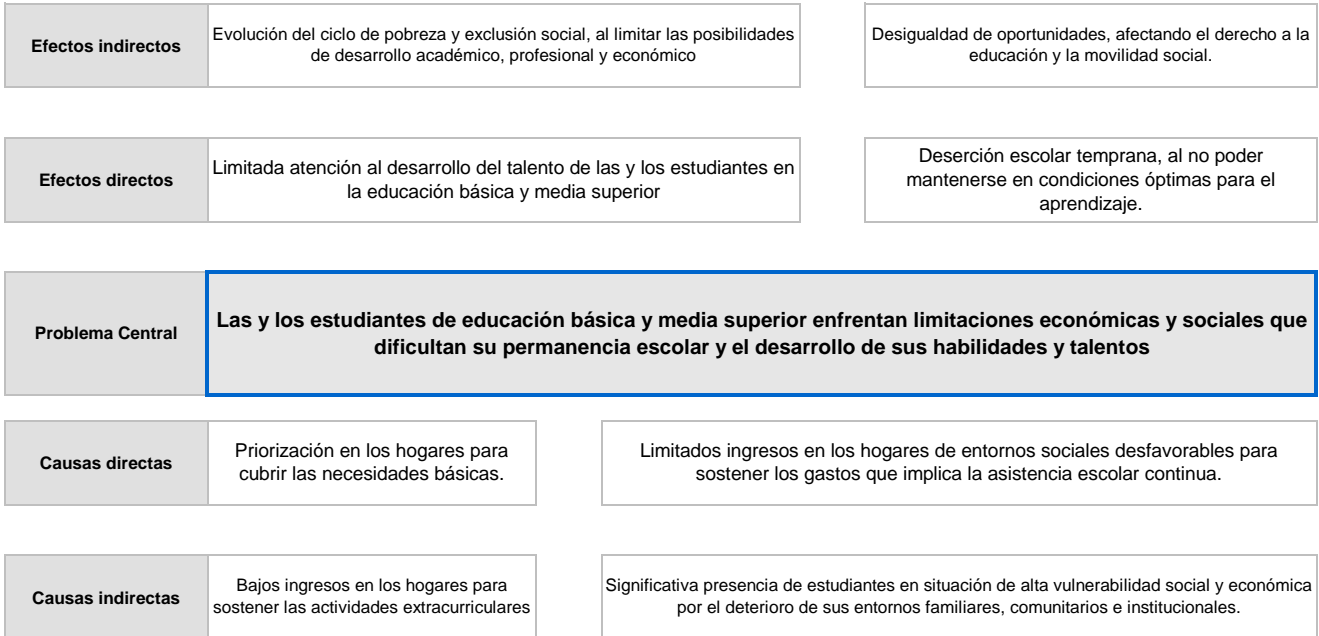 Efectos indirectos
Evolución del ciclo de pobreza y exclusión social, al limitar las posibilidades
de desarrollo académico, profesional y económico
Desigualdad de oportunidades, afectando el derecho a la
educación y la movilidad social.
Efectos directos
Limitada atención al desarrollo del talento de las y los estudiantes en
la educación básica y media superior
Deserción escolar temprana, al no poder
mantenerse en condiciones óptimas para el
aprendizaje.
Problema Central
Las y los estudiantes de educación básica y media superior enfrentan limitaciones económicas y sociales que
dificultan su permanencia escolar y el desarrollo de sus habilidades y talentos
Causas directas
Priorización en los hogares para
cubrir las necesidades básicas.
Limitados ingresos en los hogares de entornos sociales desfavorables para
sostener los gastos que implica la asistencia escolar continua.
Causas indirectas
Bajos ingresos en los hogares para
sostener las actividades extracurriculares
Significativa presencia de estudiantes en situación de alta vulnerabilidad social y económica
por el deterioro de sus entornos familiares, comunitarios e institucionales.